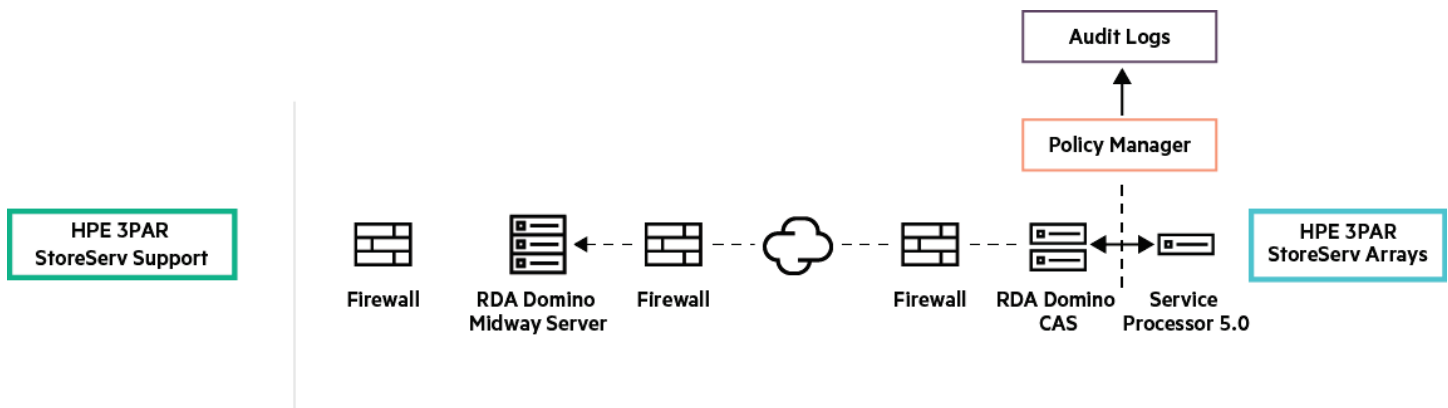 Audit Logs
Policy Manager
HPE 3PAR
StoreServ Support
HPE 3PAR
StoreServ Arrays
Firewall
RDA Domino
Midway Server
Firewall
Firewall
RDA Domino
CAS
Service
Processor 5.0